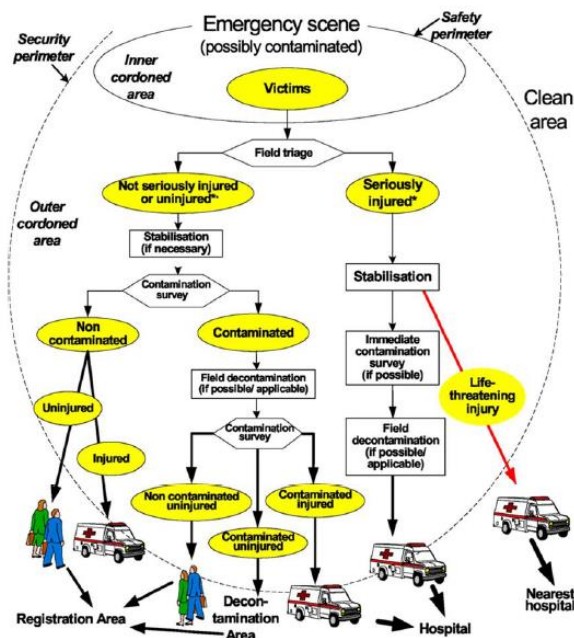 Emergency scene
(possibly contaminated)
Security
perimeter
Safety
perimeter
Inner
cordoned
area
Victims
Clean
area
Field triage
Not seriously injured
or uninjured*
Seriously
injured*
Outer
cordoned
area
Stabilisation
(if necessary)
Stabilisation
Contamination
survey
Non
contaminated
Contaminated
Immediate
contamination
survey
(if possible)
Life-
threatening
injury
Field decontamination
(if possible/ applicable)
Uninjured
Contamination
survey
Field
decontamination
(if possible/
applicable)
Injured
Non contaminated
uninjured
Contaminated
injured
Contaminated
uninjured
Nearest
hospital
Registration Area
Decon-
tamination
Area
Hospital